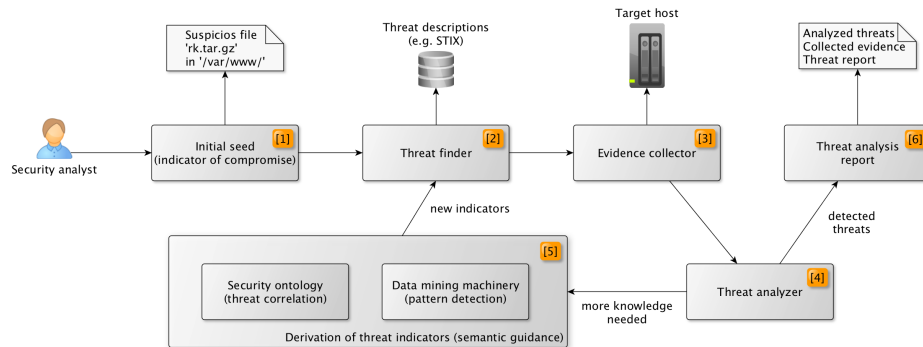 Suspicios file
'rk.tar.gz'
in '/var/www/'
Threat descriptions
(e.g. STIX)
Target host
Analyzed threats
Collected evidence
Threat report
Security analyst
Initial seed
(indicator of compromise)
[1]
Threat finder
[2]
Evidence collector
[3]
Threat analysis
report
[6]
new indicators
detected
threats
[5]
Security ontology
(threat correlation)
Data mining machinery
(pattern detection)
Derivation of threat indicators (semantic guidance)
more knowledge
needed
Threat analyzer
[4]